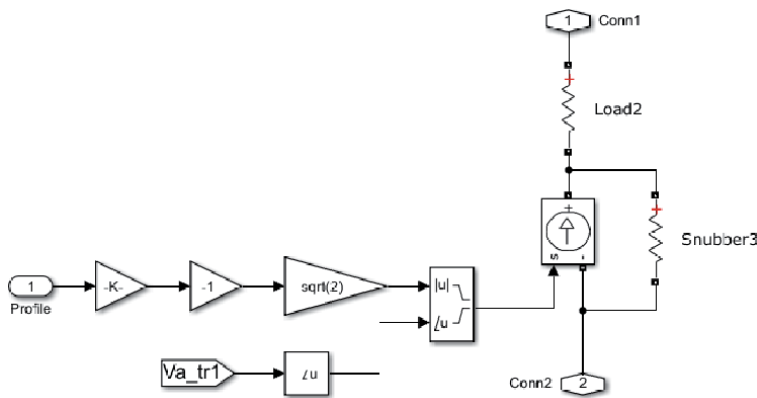 1 Conn1
+
Load2
+
+
s -
Snubber3
1
Profile
-K-
-1
sqrt(2)
|u|
∠u
Va_tr1
∠u
Conn2 2